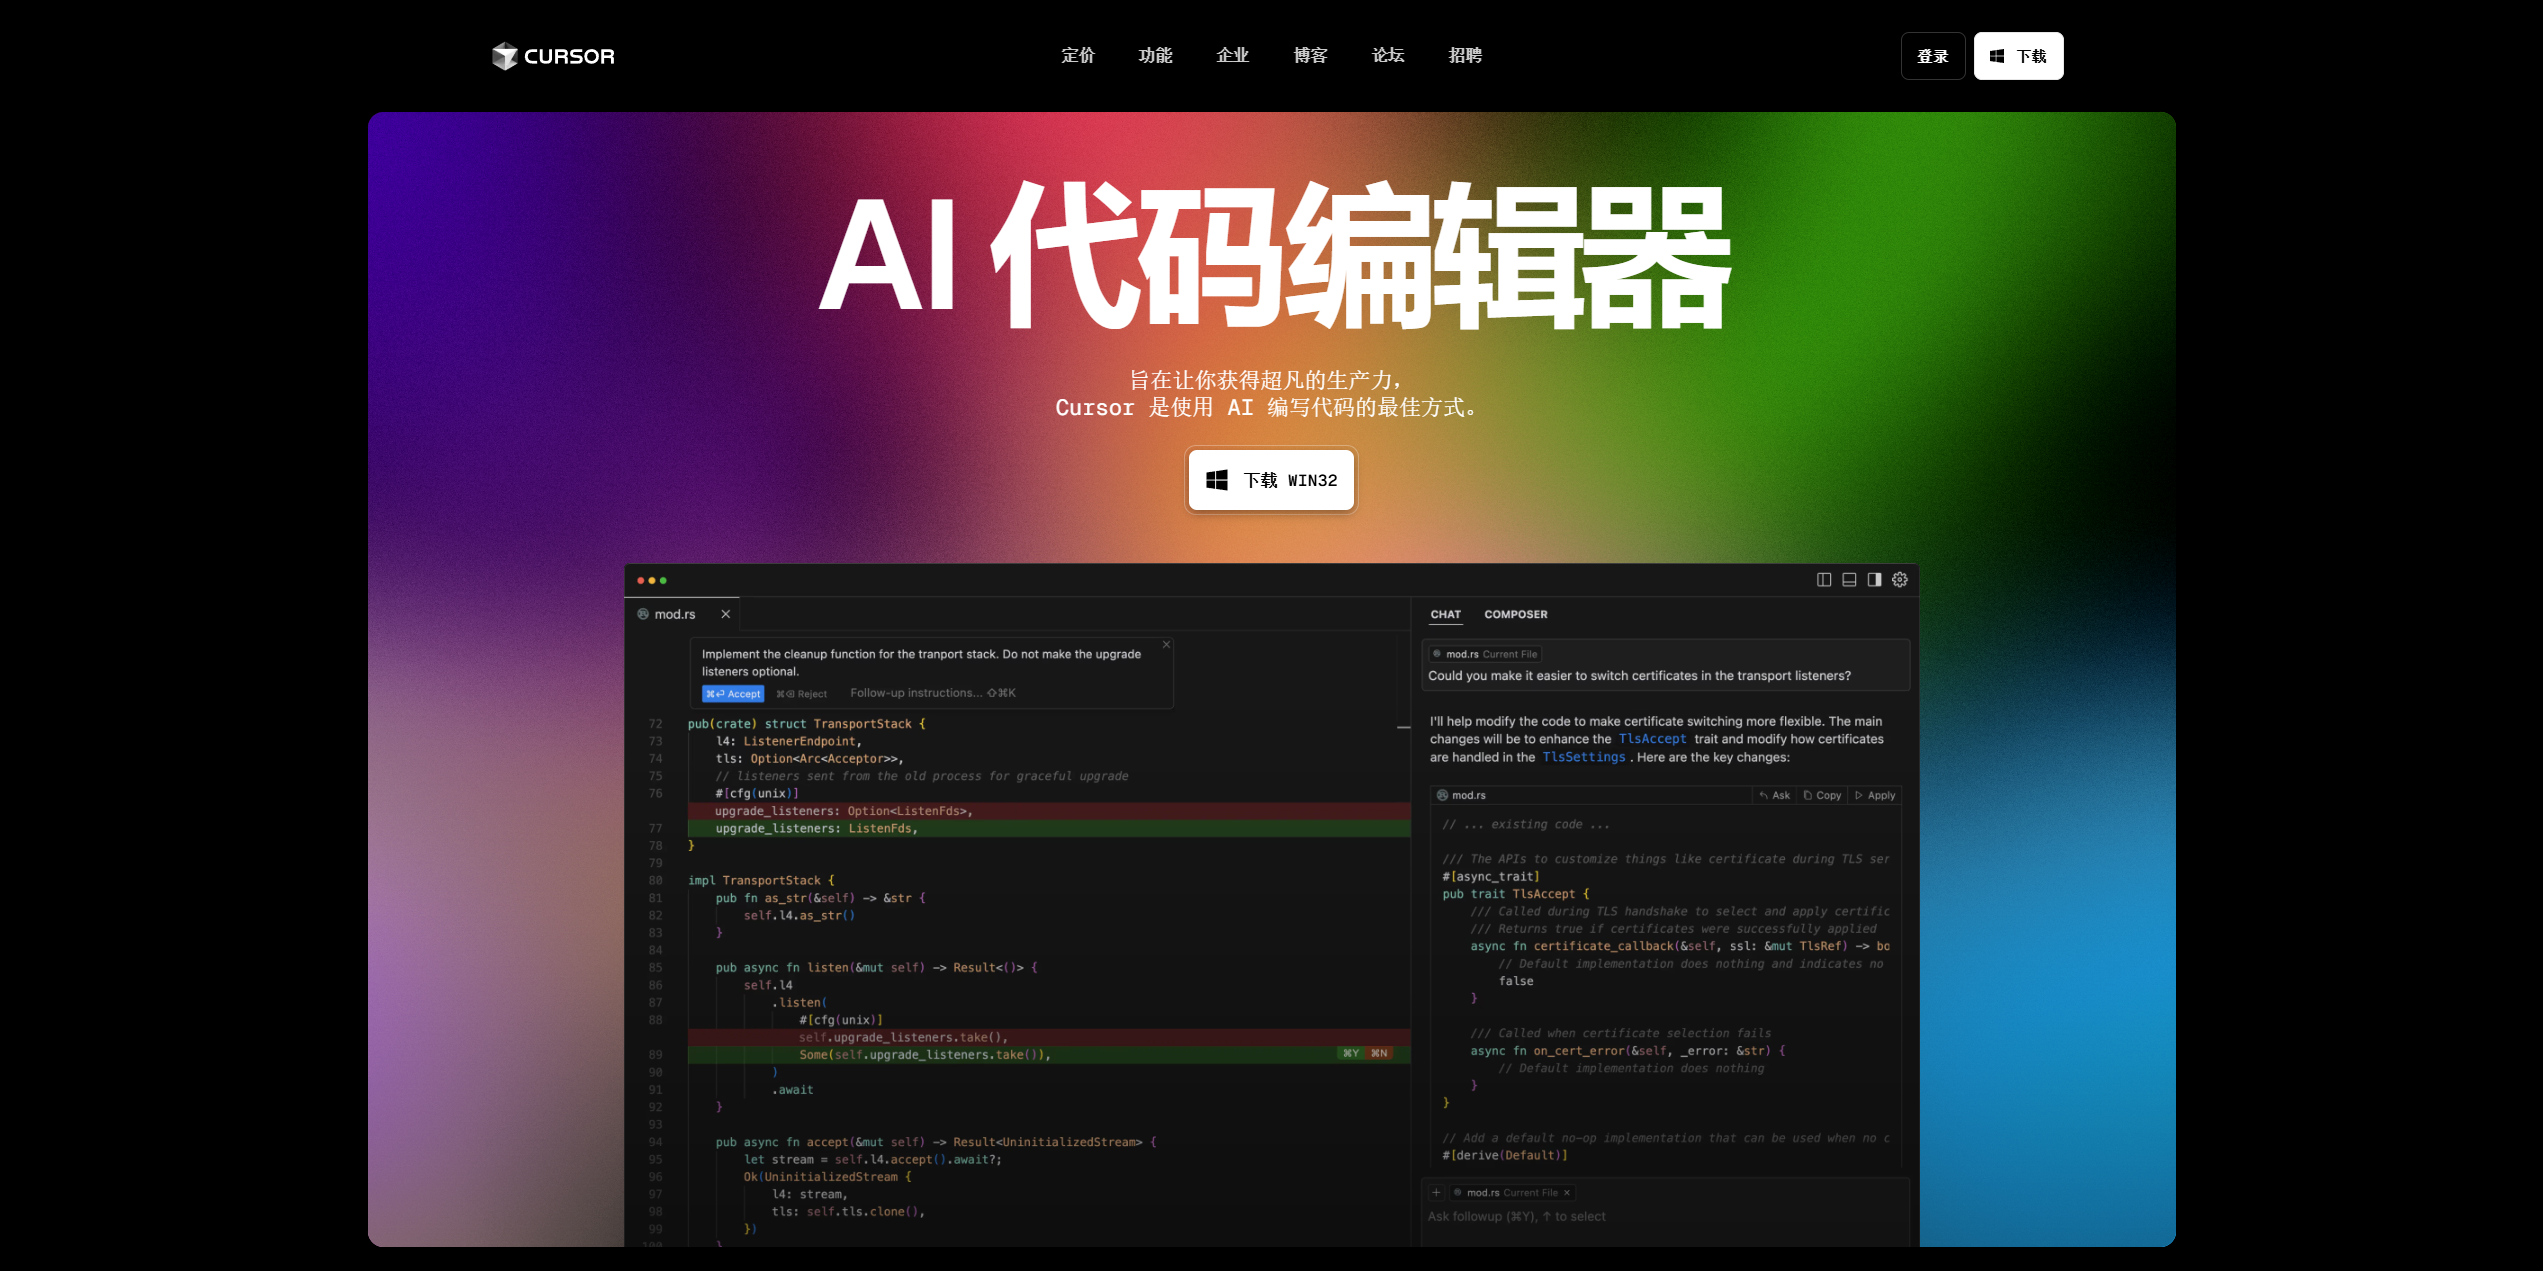 CURSOR
定价 功能 企业 博客 论坛 招聘
登录 下载
AI 代码编辑器
旨在让你获得超凡的生产力，
Cursor 是使用 AI 编写代码的最佳方式。
下载 WIN32
mod.rs
Implement the cleanup function for the tranport stack. Do not make the upgrade
listeners optional.
⌘⏎ Accept ⌘⌫ Reject Follow-up instructions... ⇧⌘K
72 pub(crate) struct TransportStack {
73 l4: ListenerEndpoint,
74 tls: Option<Arc<Acceptor>>,
75 // listeners sent from the old process for graceful upgrade
76 #[cfg(unix)]
upgrade_listeners: Option<ListenFds>,
77 upgrade_listeners: ListenFds,
78 }
79
80 impl TransportStack {
81 pub fn as_str(&self) -> &str {
82 self.l4.as_str()
83 }
84
85 pub async fn listen(&mut self) -> Result<()> {
86 self.l4
87 .listen(
88 #[cfg(unix)]
self.upgrade_listeners.take(),
89 Some(self.upgrade_listeners.take()), ⌘Y ⌘N
90 )
91 .await
92 }
93
94 pub async fn accept(&mut self) -> Result<UninitializedStream> {
95 let stream = self.l4.accept().await?;
96 Ok(UninitializedStream {
97 l4: stream,
98 tls: self.tls.clone(),
99 })
100 }
CHAT COMPOSER
mod.rs Current File
Could you make it easier to switch certificates in the transport listeners?
I'll help modify the code to make certificate switching more flexible. The main
changes will be to enhance the TlsAccept trait and modify how certificates
are handled in the TlsSettings . Here are the key changes:
mod.rs Ask Copy Apply
// ... existing code ...
/// The APIs to customize things like certificate during TLS ser
#[async_trait]
pub trait TlsAccept {
/// Called during TLS handshake to select and apply certific
/// Returns true if certificates were successfully applied
async fn certificate_callback(&self, ssl: &mut TlsRef) -> bo
// Default implementation does nothing and indicates no
false
}
/// Called when certificate selection fails
async fn on_cert_error(&self, _error: &str) {
// Default implementation does nothing
}
}
// Add a default no-op implementation that can be used when no c
#[derive(Default)]
+ mod.rs Current File ×
Ask followup (⌘Y), ↑ to select